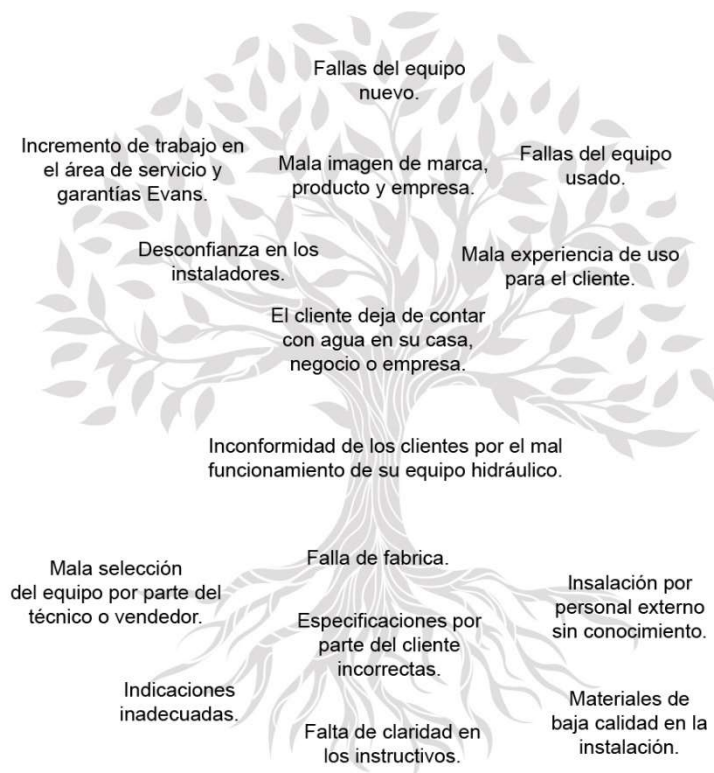 Fallas del equipo
nuevo.
Incremento de trabajo en
el área de servicio y
garantías Evans.
Mala imagen de marca,
producto y empresa.
Fallas del equipo
usado.
Desconfianza en los
instaladores.
Mala experiencia de uso
para el cliente.
El cliente deja de contar
con agua en su casa,
negocio o empresa.
Inconformidad de los clientes por el mal
funcionamiento de su equipo hidráulico.
Mala selección
del equipo por parte del
técnico o vendedor.
Falla de fabrica.
Insalación por
personal externo
sin conocimiento.
Especificaciones por
parte del cliente
incorrectas.
Indicaciones
inadecuadas.
Falta de claridad en
los instructivos.
Materiales de
baja calidad en la
instalación.